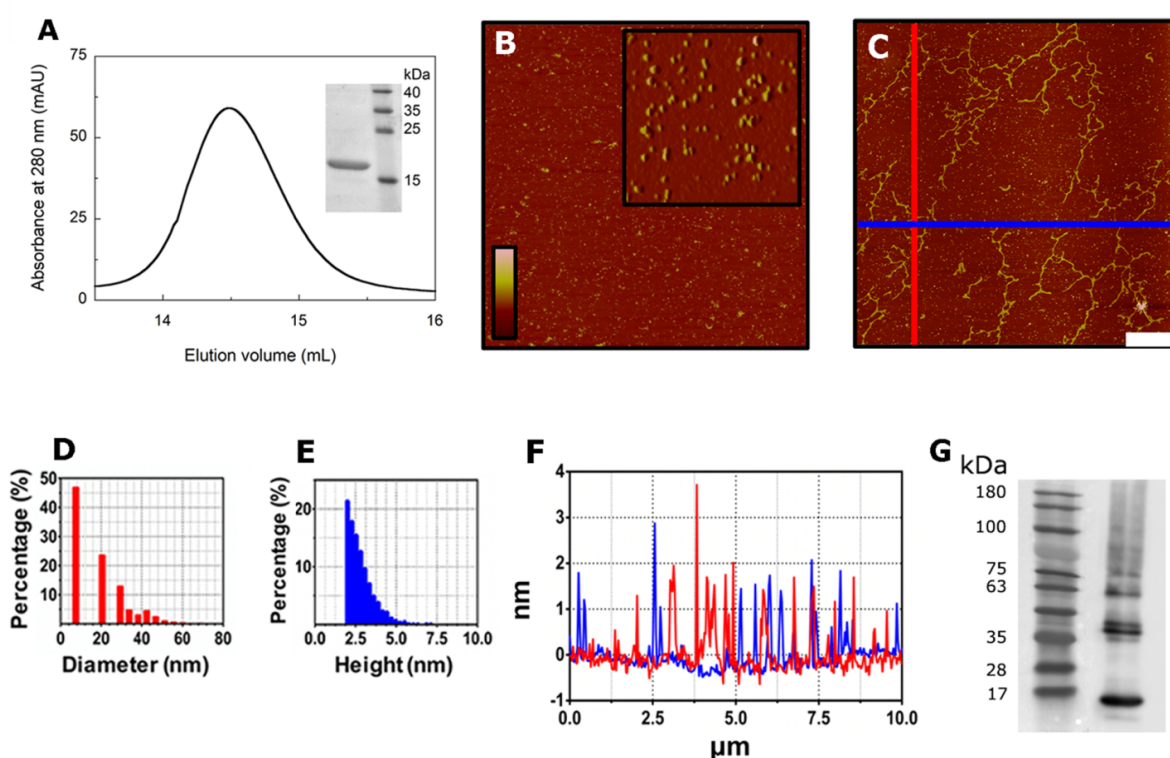 A
75
50
25
0
Absorbance at 280 nm (mAU)
14
15
16
Elution volume (mL)
kDa
40
35
25
15
B
C
D
50
40
30
20
10
Percentage (%)
0
20
40
60
80
Diameter (nm)
E
20
10
Percentage (%)
0.0
2.5
5.0
7.5
10.0
Height (nm)
F
4
3
2
1
0
-1
nm
0.0
2.5
5.0
7.5
10.0
µm
G
kDa
180
100
75
63
35
28
17